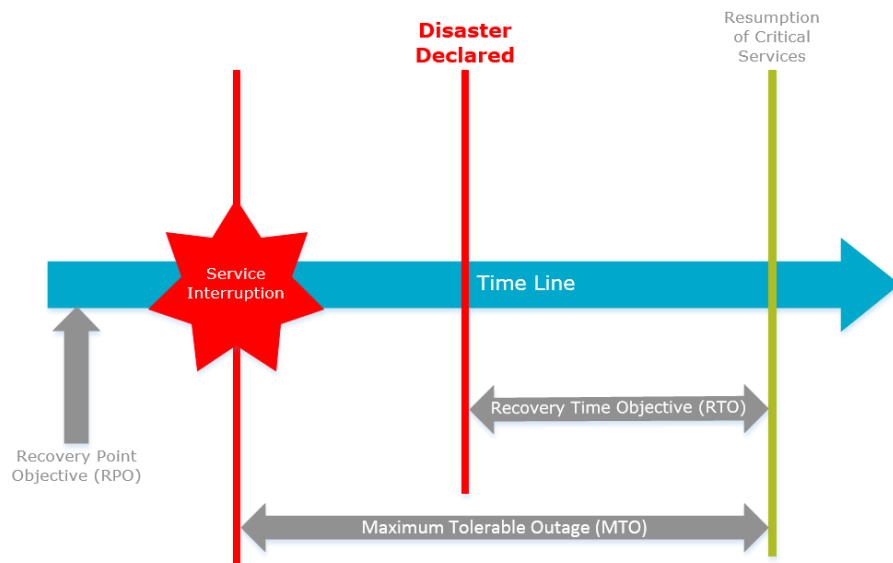 Disaster
Declared
Resumption
of Critical
Services
Service
Interruption
Time Line
Recovery Time Objective (RTO)
Recovery Point
Objective (RPO)
Maximum Tolerable Outage (MTO)